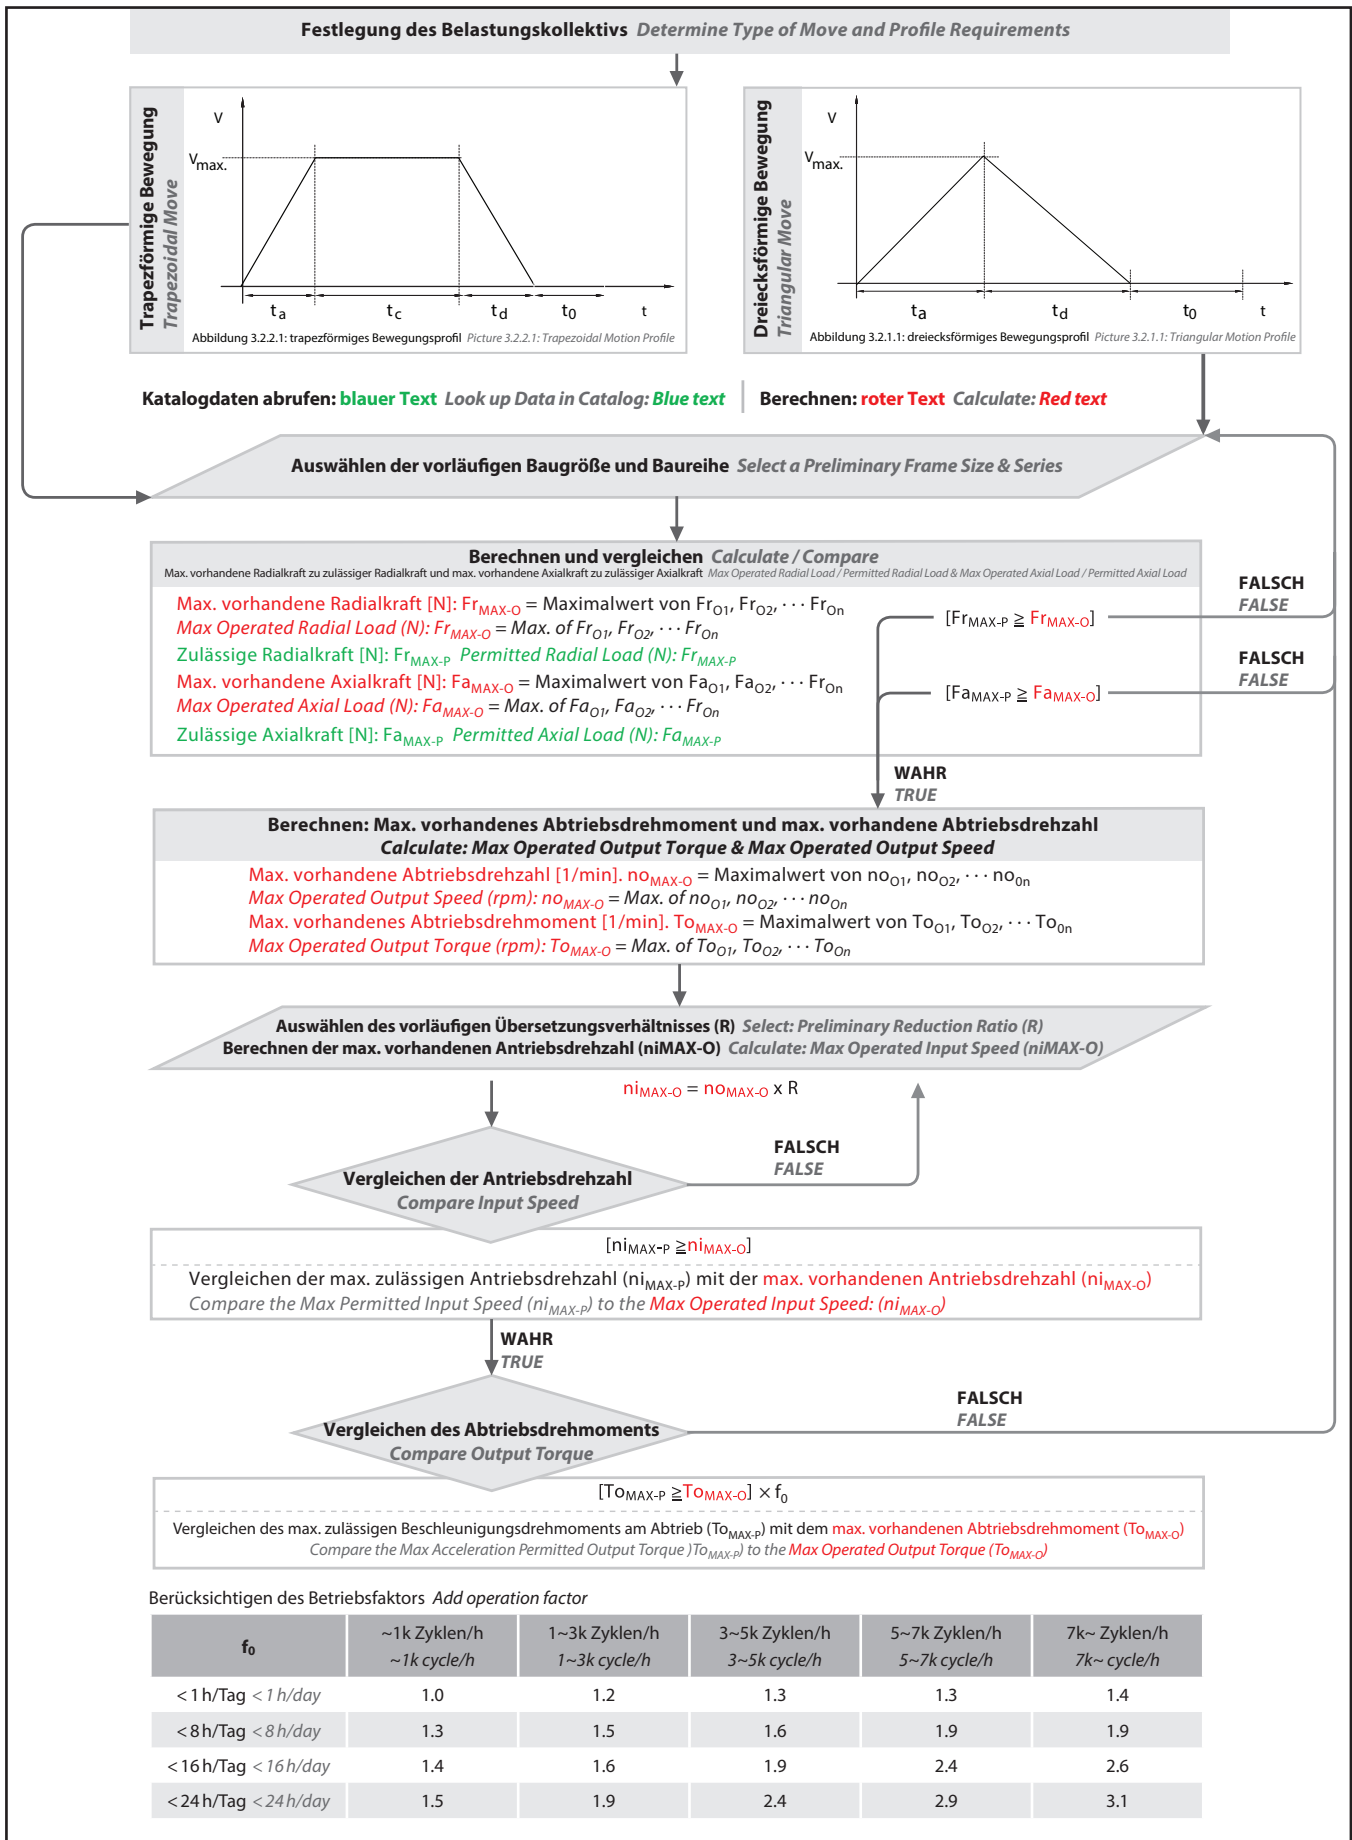 Festlegung des Belastungskollektivs Determine Type of Move and Profile Requirements
Trapezförmige Bewegung
Trapezoidal Move
V
Vmax.
ta
tc
td
t0
t
Abbildung 3.2.2.1: trapezförmiges Bewegungsprofil Picture 3.2.2.1: Trapezoidal Motion Profile
Dreiecksförmige Bewegung
Triangular Move
V
Vmax.
ta
td
t0
t
Abbildung 3.2.1.1: dreiecksförmiges Bewegungsprofil Picture 3.2.1.1: Triangular Motion Profile
Katalogdaten abrufen: blauer Text Look up Data in Catalog: Blue text
Berechnen: roter Text Calculate: Red text
Auswählen der vorläufigen Baugröße und Baureihe Select a Preliminary Frame Size & Series
Berechnen und vergleichen Calculate / Compare
Max. vorhandene Radialkraft zu zulässiger Radialkraft und max. vorhandene Axialkraft zu zulässiger Axialkraft Max Operated Radial Load / Permitted Radial Load & Max Operated Axial Load / Permitted Axial Load
Max. vorhandene Radialkraft [N]: FrMAX-O = Maximalwert von FrO1, FrO2, ··· FrOn
Max Operated Radial Load (N): FrMAX-O = Max. of FrO1, FrO2, ··· FrOn
Zulässige Radialkraft [N]: FrMAX-P Permitted Radial Load (N): FrMAX-P
Max. vorhandene Axialkraft [N]: FaMAX-O = Maximalwert von FaO1, FaO2, ··· FrOn
Max Operated Axial Load (N): FaMAX-O = Max. of FaO1, FaO2, ··· FrOn
Zulässige Axialkraft [N]: FaMAX-P Permitted Axial Load (N): FaMAX-P
[FrMAX-P ≧ FrMAX-O]
[FaMAX-P ≧ FaMAX-O]
FALSCH
FALSE
FALSCH
FALSE
WAHR
TRUE
Berechnen: Max. vorhandenes Abtriebsdrehmoment und max. vorhandene Abtriebsdrehzahl
Calculate: Max Operated Output Torque & Max Operated Output Speed
Max. vorhandene Abtriebsdrehzahl [1/min]. noMAX-O = Maximalwert von noO1, noO2, ··· no0n
Max Operated Output Speed (rpm): noMAX-O = Max. of noO1, noO2, ··· noOn
Max. vorhandenes Abtriebsdrehmoment [1/min]. ToMAX-O = Maximalwert von ToO1, ToO2, ··· To0n
Max Operated Output Torque (rpm): ToMAX-O = Max. of ToO1, ToO2, ··· ToOn
Auswählen des vorläufigen Übersetzungsverhältnisses (R) Select: Preliminary Reduction Ratio (R)
Berechnen der max. vorhandenen Antriebsdrehzahl (niMAX-O) Calculate: Max Operated Input Speed (niMAX-O)
niMAX-O = noMAX-O x R
FALSCH
FALSE
Vergleichen der Antriebsdrehzahl
Compare Input Speed
[niMAX-P ≧niMAX-O]
Vergleichen der max. zulässigen Antriebsdrehzahl (niMAX-P) mit der max. vorhandenen Antriebsdrehzahl (niMAX-O)
Compare the Max Permitted Input Speed (niMAX-P) to the Max Operated Input Speed: (niMAX-O)
WAHR
TRUE
FALSCH
FALSE
Vergleichen des Abtriebsdrehmoments
Compare Output Torque
[ToMAX-P ≧ToMAX-O] × f0
Vergleichen des max. zulässigen Beschleunigungsdrehmoments am Abtrieb (ToMAX-P) mit dem max. vorhandenen Abtriebsdrehmoment (ToMAX-O)
Compare the Max Acceleration Permitted Output Torque )ToMAX-P) to the Max Operated Output Torque (ToMAX-O)
Berücksichtigen des Betriebsfaktors Add operation factor
f0 ~1k Zyklen/h 1~3k Zyklen/h 3~5k Zyklen/h 5~7k Zyklen/h 7k~ Zyklen/h
~1k cycle/h 1~3k cycle/h 3~5k cycle/h 5~7k cycle/h 7k~ cycle/h
< 1 h/Tag < 1 h/day 1.0 1.2 1.3 1.3 1.4
< 8 h/Tag < 8 h/day 1.3 1.5 1.6 1.9 1.9
< 16 h/Tag < 16 h/day 1.4 1.6 1.9 2.4 2.6
< 24 h/Tag < 24 h/day 1.5 1.9 2.4 2.9 3.1